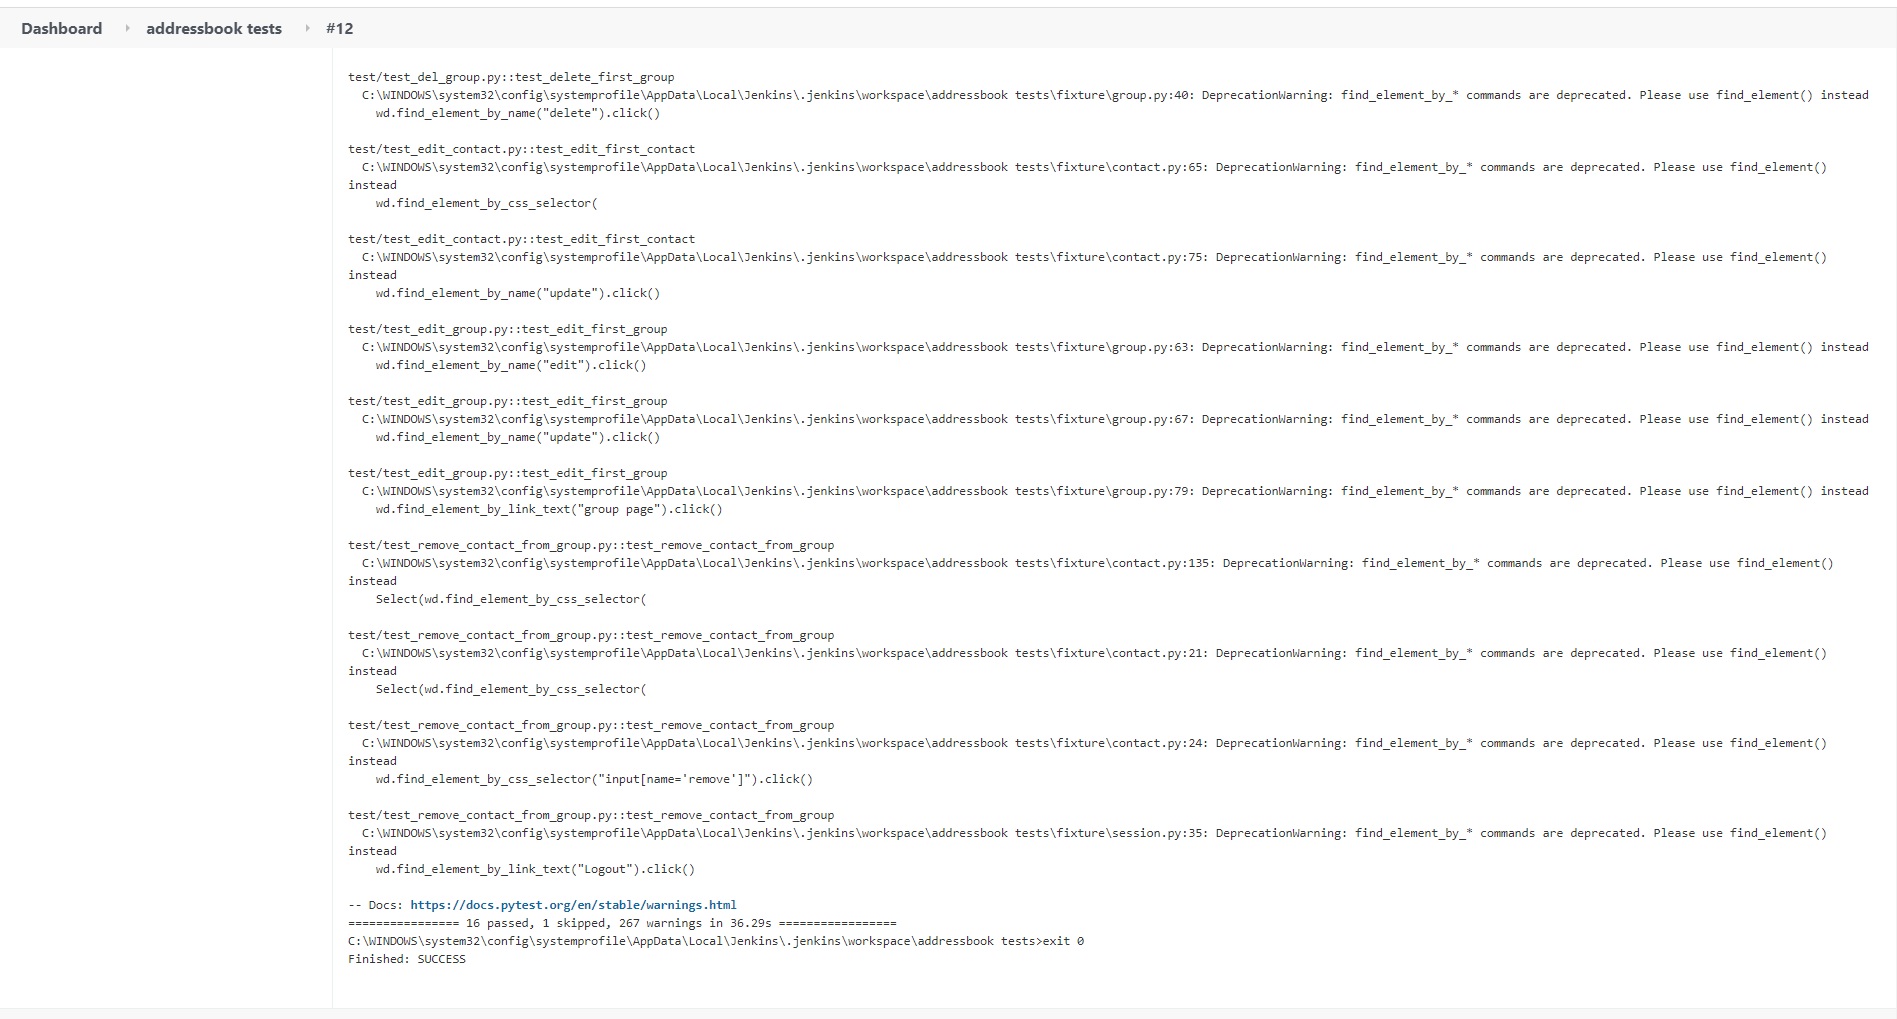 Dashboard addressbook tests #12
test/test_del_group.py::test_delete_first_group
C:\WINDOWS\system32\config\systemprofile\AppData\Local\Jenkins\.jenkins\workspace\addressbook tests\fixture\group.py:40: DeprecationWarning: find_element_by_* commands are deprecated. Please use find_element() instead
wd.find_element_by_name("delete").click()
test/test_edit_contact.py::test_edit_first_contact
C:\WINDOWS\system32\config\systemprofile\AppData\Local\Jenkins\.jenkins\workspace\addressbook tests\fixture\contact.py:65: DeprecationWarning: find_element_by_* commands are deprecated. Please use find_element()
instead
wd.find_element_by_css_selector(
test/test_edit_contact.py::test_edit_first_contact
C:\WINDOWS\system32\config\systemprofile\AppData\Local\Jenkins\.jenkins\workspace\addressbook tests\fixture\contact.py:75: DeprecationWarning: find_element_by_* commands are deprecated. Please use find_element()
instead
wd.find_element_by_name("update").click()
test/test_edit_group.py::test_edit_first_group
C:\WINDOWS\system32\config\systemprofile\AppData\Local\Jenkins\.jenkins\workspace\addressbook tests\fixture\group.py:63: DeprecationWarning: find_element_by_* commands are deprecated. Please use find_element() instead
wd.find_element_by_name("edit").click()
test/test_edit_group.py::test_edit_first_group
C:\WINDOWS\system32\config\systemprofile\AppData\Local\Jenkins\.jenkins\workspace\addressbook tests\fixture\group.py:67: DeprecationWarning: find_element_by_* commands are deprecated. Please use find_element() instead
wd.find_element_by_name("update").click()
test/test_edit_group.py::test_edit_first_group
C:\WINDOWS\system32\config\systemprofile\AppData\Local\Jenkins\.jenkins\workspace\addressbook tests\fixture\group.py:79: DeprecationWarning: find_element_by_* commands are deprecated. Please use find_element() instead
wd.find_element_by_link_text("group page").click()
test/test_remove_contact_from_group.py::test_remove_contact_from_group
C:\WINDOWS\system32\config\systemprofile\AppData\Local\Jenkins\.jenkins\workspace\addressbook tests\fixture\contact.py:135: DeprecationWarning: find_element_by_* commands are deprecated. Please use find_element()
instead
Select(wd.find_element_by_css_selector(
test/test_remove_contact_from_group.py::test_remove_contact_from_group
C:\WINDOWS\system32\config\systemprofile\AppData\Local\Jenkins\.jenkins\workspace\addressbook tests\fixture\contact.py:21: DeprecationWarning: find_element_by_* commands are deprecated. Please use find_element()
instead
Select(wd.find_element_by_css_selector(
test/test_remove_contact_from_group.py::test_remove_contact_from_group
C:\WINDOWS\system32\config\systemprofile\AppData\Local\Jenkins\.jenkins\workspace\addressbook tests\fixture\contact.py:24: DeprecationWarning: find_element_by_* commands are deprecated. Please use find_element()
instead
wd.find_element_by_css_selector("input[name='remove']").click()
test/test_remove_contact_from_group.py::test_remove_contact_from_group
C:\WINDOWS\system32\config\systemprofile\AppData\Local\Jenkins\.jenkins\workspace\addressbook tests\fixture\session.py:35: DeprecationWarning: find_element_by_* commands are deprecated. Please use find_element()
instead
wd.find_element_by_link_text("Logout").click()
-- Docs: https://docs.pytest.org/en/stable/warnings.html
================ 16 passed, 1 skipped, 267 warnings in 36.29s =================
C:\WINDOWS\system32\config\systemprofile\AppData\Local\Jenkins\.jenkins\workspace\addressbook tests>exit 0
Finished: SUCCESS